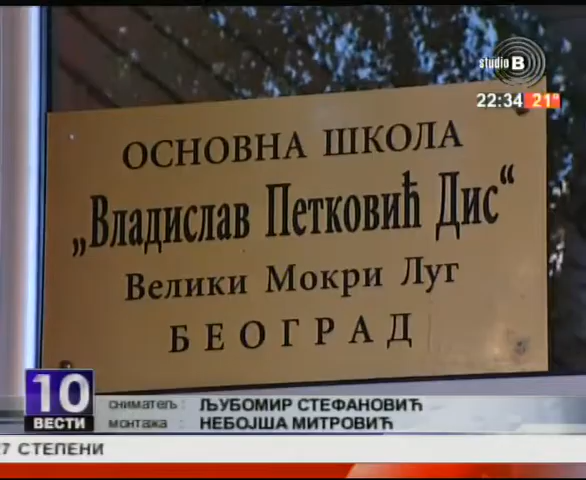 studio B
22:34 21°
ОСНОВНА ШКОЛА
„Владислав Петковић Дис“
Велики Мокри Луг
БЕОГРАД
10
ВЕСТИ
сниматељ: ЉУБОМИР СТЕФАНОВИЋ
монтажа: НЕБОЈША МИТРОВИЋ
27 СТЕПЕНИ